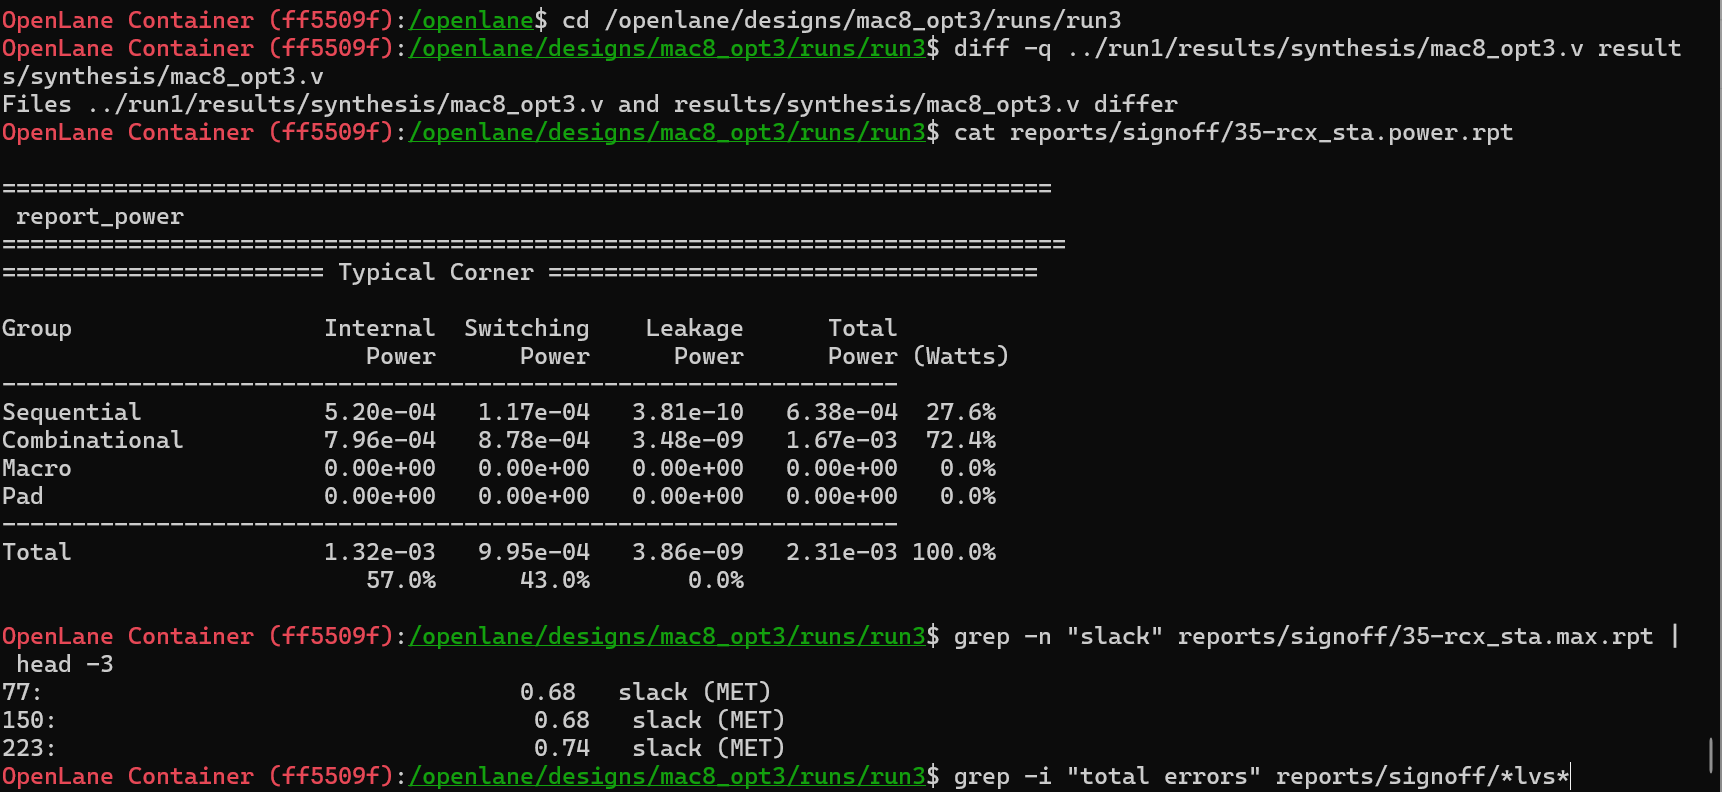 OpenLane Container (ff5509f):/openlane$ cd /openlane/designs/mac8_opt3/runs/run3
OpenLane Container (ff5509f):/openlane/designs/mac8_opt3/runs/run3$ diff -q ../run1/results/synthesis/mac8_opt3.v result
s/synthesis/mac8_opt3.v
Files ../run1/results/synthesis/mac8_opt3.v and results/synthesis/mac8_opt3.v differ
OpenLane Container (ff5509f):/openlane/designs/mac8_opt3/runs/run3$ cat reports/signoff/35-rcx_sta.power.rpt

===========================================================================
 report_power
============================================================================
======================= Typical Corner ===================================

Group                       Internal  Switching    Leakage      Total
                               Power      Power      Power      Power (Watts)
----------------------------------------------------------------
Sequential             5.20e-04   1.17e-04   3.81e-10   6.38e-04  27.6%
Combinational          7.96e-04   8.78e-04   3.48e-09   1.67e-03  72.4%
Macro                  0.00e+00   0.00e+00   0.00e+00   0.00e+00   0.0%
Pad                    0.00e+00   0.00e+00   0.00e+00   0.00e+00   0.0%
----------------------------------------------------------------
Total                  1.32e-03   9.95e-04   3.86e-09   2.31e-03 100.0%
                          57.0%      43.0%       0.0%

OpenLane Container (ff5509f):/openlane/designs/mac8_opt3/runs/run3$ grep -n "slack" reports/signoff/35-rcx_sta.max.rpt |
 head -3
77:                                  0.68   slack (MET)
150:                                  0.68   slack (MET)
223:                                  0.74   slack (MET)
OpenLane Container (ff5509f):/openlane/designs/mac8_opt3/runs/run3$ grep -i "total errors" reports/signoff/*lvs*